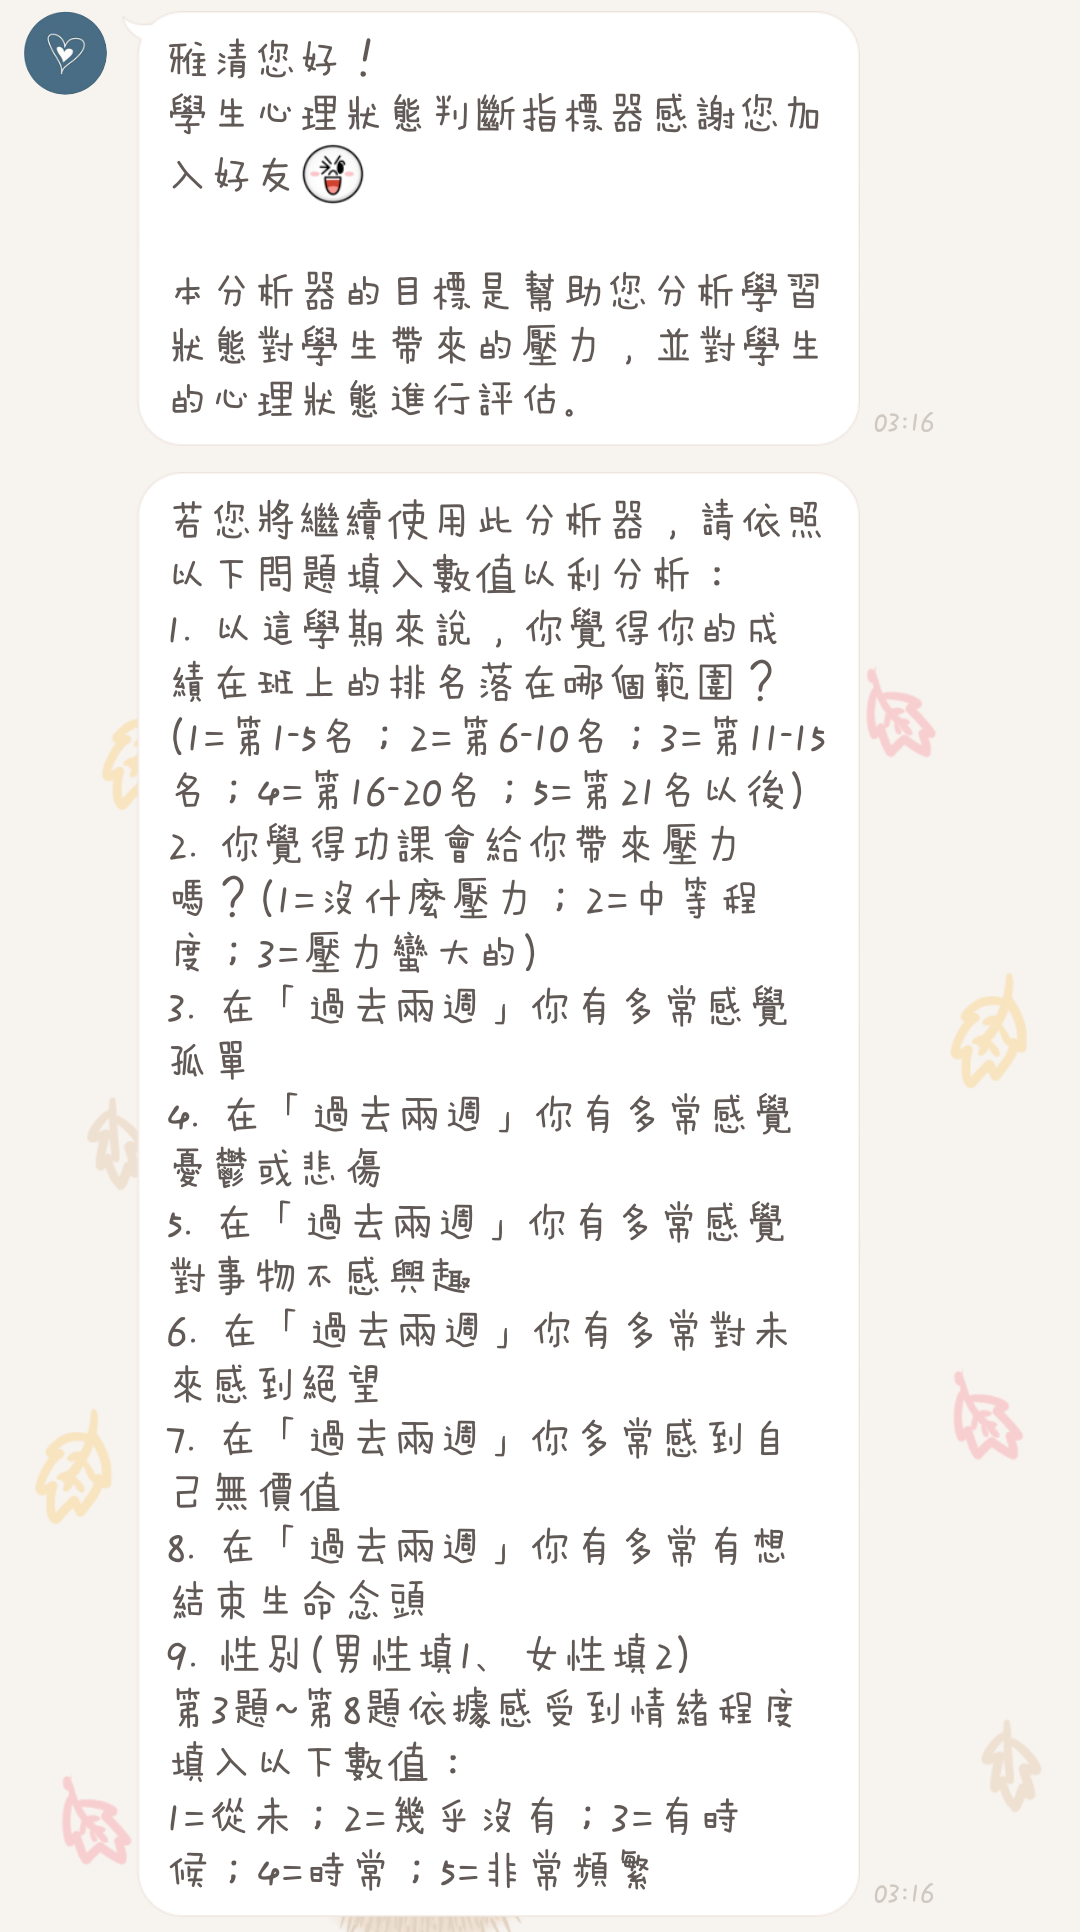 雅清您好！
學生心理狀態判斷指標器感謝您加
入好友
本分析器的目標是幫助您分析學習
狀態對學生帶來的壓力，並對學生
的心理狀態進行評估。
03:16
若您將繼續使用此分析器，請依照
以下問題填入數值以利分析：
1. 以這學期來說，你覺得你的成
績在班上的排名落在哪個範圍？
(1=第1-5名；2=第6-10名；3=第11-15
名；4=第16-20名；5=第21名以後)
2. 你覺得功課會給你帶來壓力
嗎？(1=沒什麼壓力；2=中等程
度；3=壓力蠻大的)
3. 在「過去兩週」你有多常感覺
孤單
4. 在「過去兩週」你有多常感覺
憂鬱或悲傷
5. 在「過去兩週」你有多常感覺
對事物不感興趣
6. 在「過去兩週」你有多常對未
來感到絕望
7. 在「過去兩週」你多常感到自
己無價值
8. 在「過去兩週」你有多常有想
結束生命念頭
9. 性別(男性填1、女性填2)
第3題~第8題依據感受到情緒程度
填入以下數值：
1=從未；2=幾乎沒有；3=有時
候；4=時常；5=非常頻繁
03:16